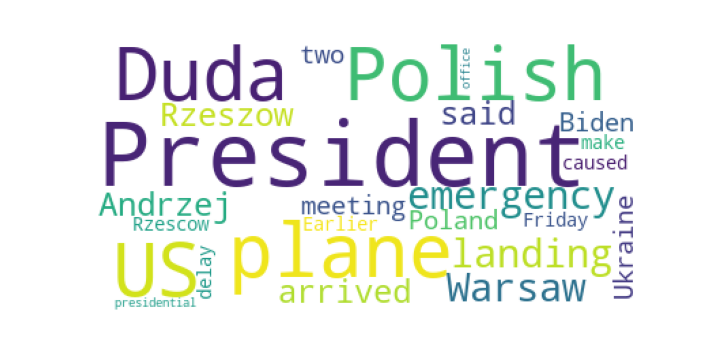 two
office
Duda
Polish
Rzeszow
said
Biden
President
make
caused
Andrzej
meeting
emergency
Rzescow
Earlier
Poland
Friday
Ukraine
US
delay
plane
landing
arrived
Warsaw
presidential